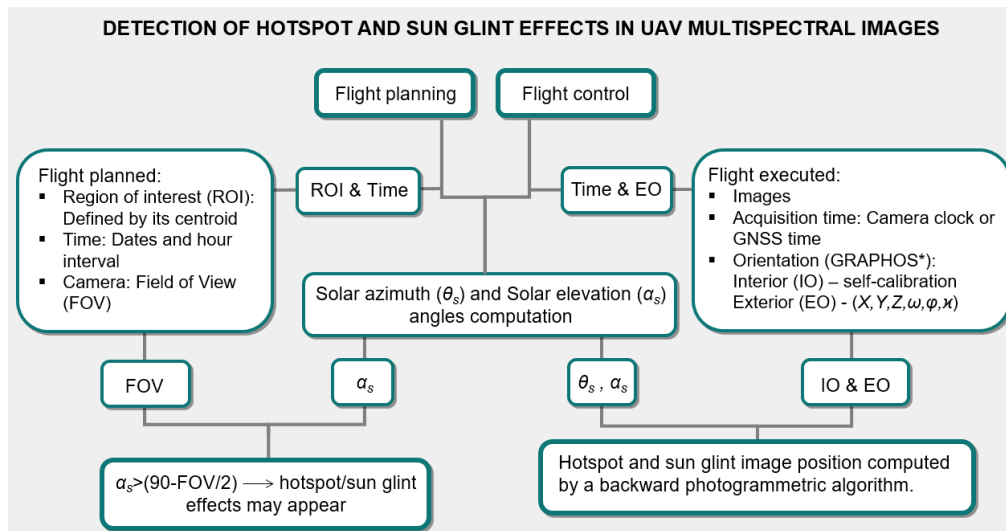 DETECTION OF HOTSPOT AND SUN GLINT EFFECTS IN UAV MULTISPECTRAL IMAGES
Flight planning
Flight control
Flight planned:
▪ Region of interest (ROI):
Defined by its centroid
▪ Time: Dates and hour
interval
▪ Camera: Field of View
(FOV)
ROI & Time
Time & EO
Flight executed:
▪ Images
▪ Acquisition time: Camera clock or
GNSS time
▪ Orientation (GRAPHOS*):
Interior (IO) – self-calibration
Exterior (EO) - (X,Y,Z,ω,φ,ϰ)
Solar azimuth (θs) and Solar elevation (αs)
angles computation
FOV
αs
θs , αs
IO & EO
αs>(90-FOV/2) ⟶ hotspot/sun glint
effects may appear
Hotspot and sun glint image position computed
by a backward photogrammetric algorithm.